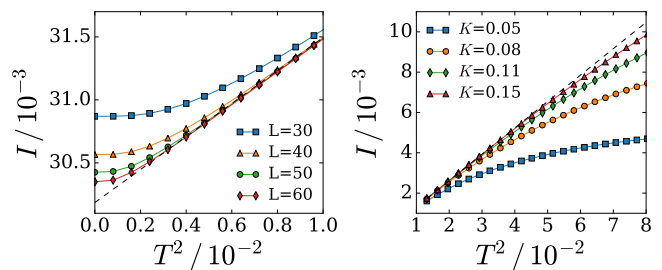 31.5
31.0
30.5
I / 10⁻³
0.0 0.2 0.4 0.6 0.8 1.0
T² / 10⁻²
L=30
L=40
L=50
L=60
10
8
6
4
2
I / 10⁻³
1 2 3 4 5 6 7 8
T² / 10⁻²
K=0.05
K=0.08
K=0.11
K=0.15